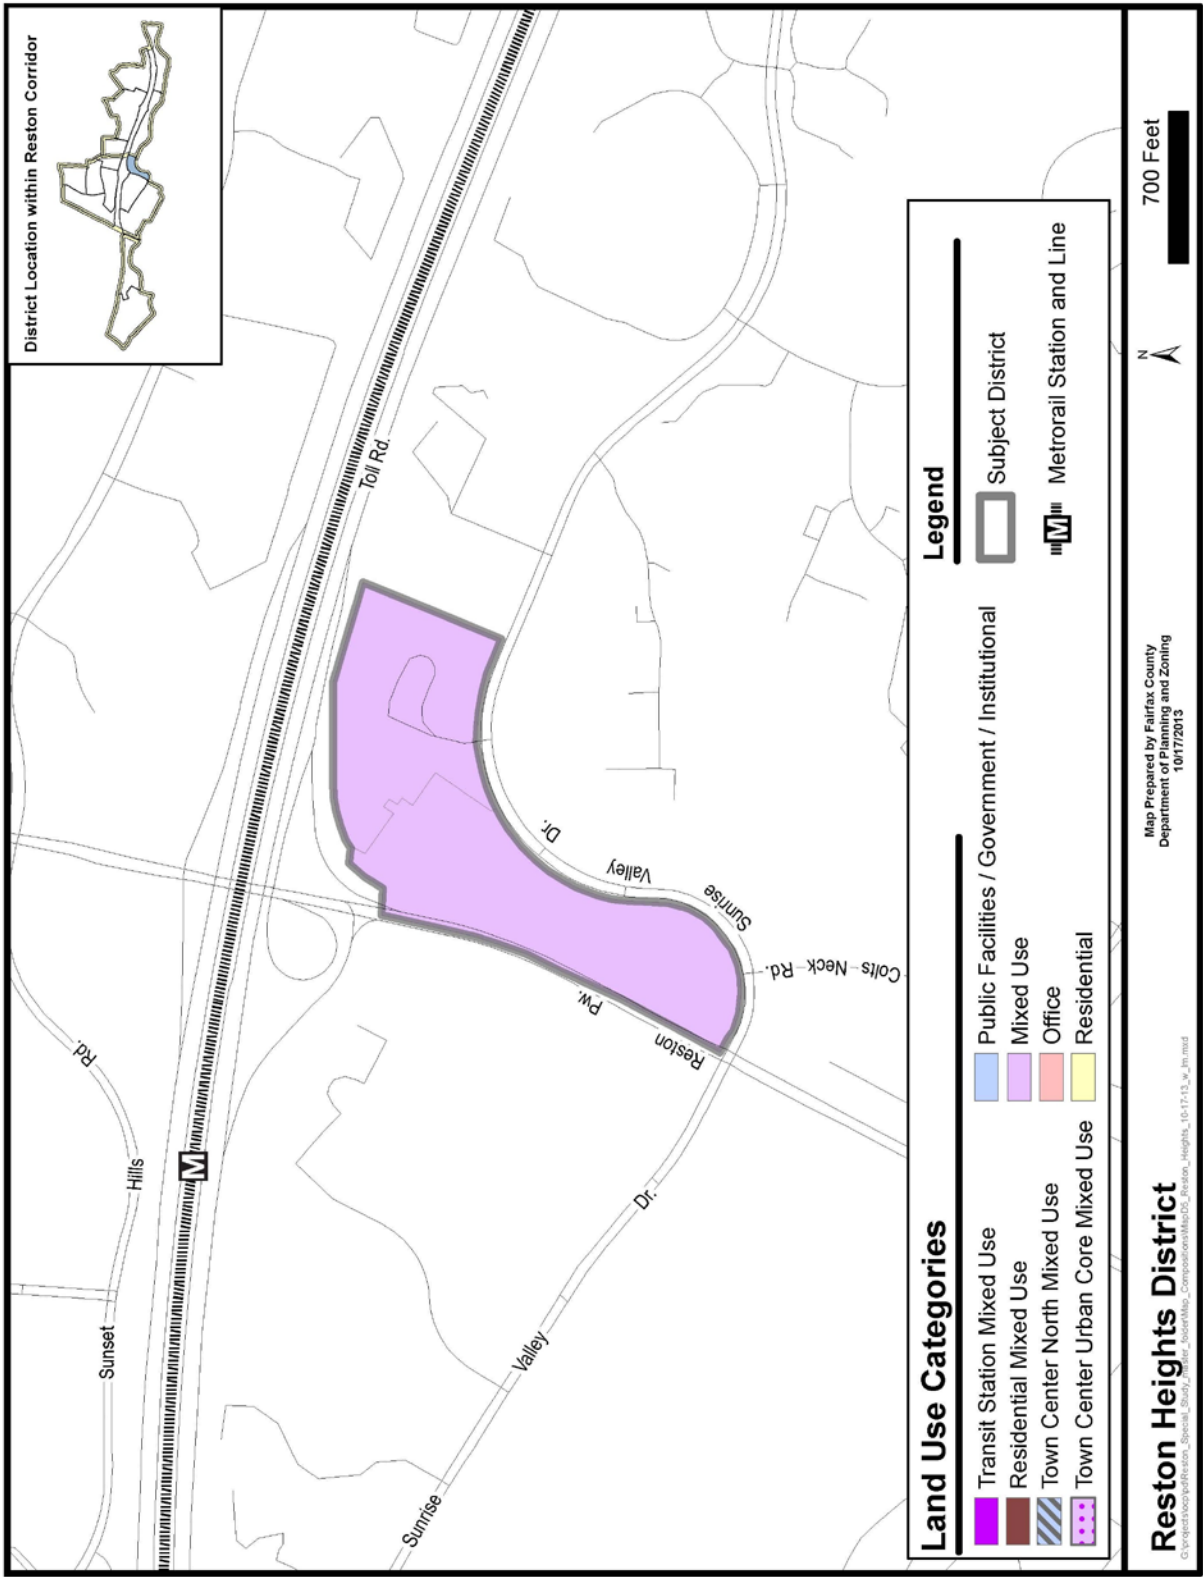 District Location within Reston Corridor
Sunset
Hills
Rd.
Toll Rd.
M
Sunrise
Valley
Dr.
Reston
Pw.
Colts Neck Rd.
Sunrise
Valley
Dr.
Land Use Categories
Transit Station Mixed Use
Residential Mixed Use
Town Center North Mixed Use
Town Center Urban Core Mixed Use
Public Facilities / Government / Institutional
Mixed Use
Office
Residential
Legend
Subject District
M
Metrorail Station and Line
Reston Heights District
Map Prepared by Fairfax County
Department of Planning and Zoning
10/17/2013
N
700 Feet